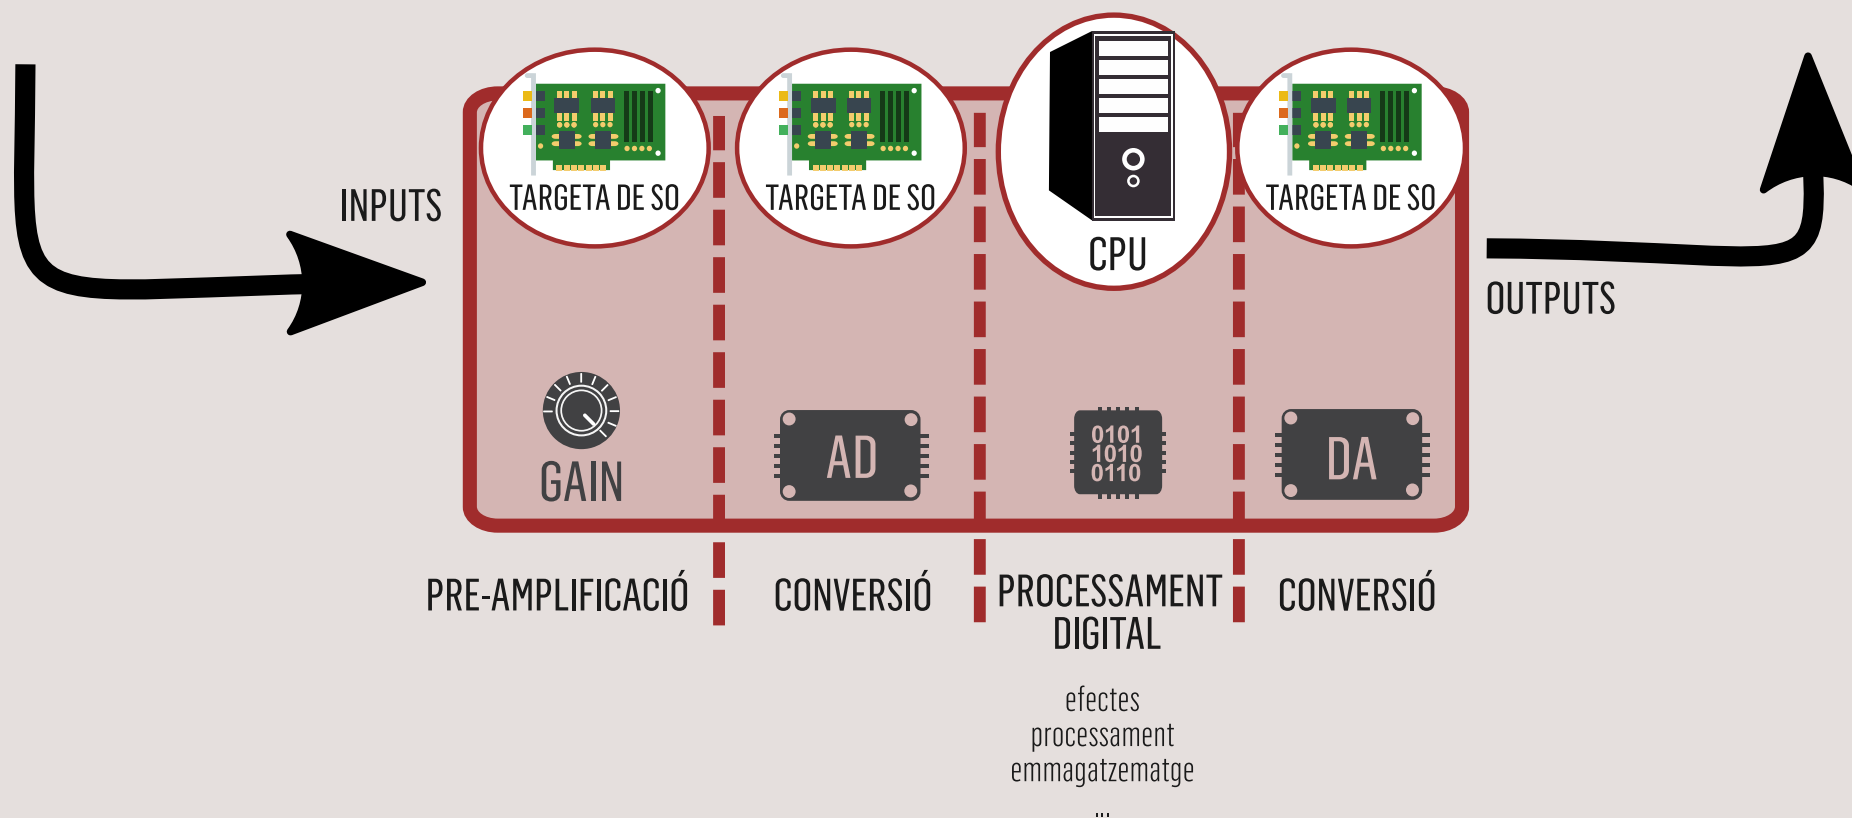 INPUTS
TARGETA DE SO
TARGETA DE SO
CPU
TARGETA DE SO
OUTPUTS
GAIN
AD
0101
1010
0110
DA
PRE-AMPLIFICACIÓ
CONVERSIÓ
PROCESSAMENT
DIGITAL
CONVERSIÓ
efectes
processament
emmagatzematge
...